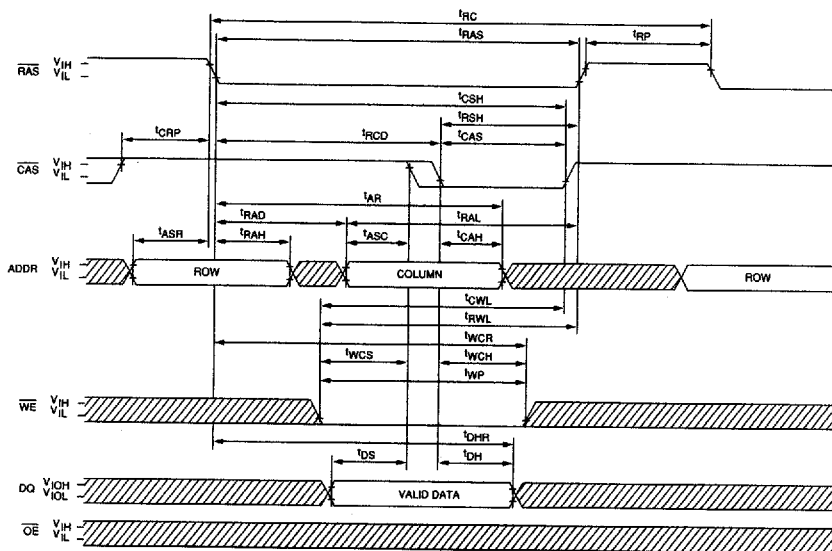 tRC
tRAS
tRP
RAS VIH
VIL
tCSH
tRSH
tCRP
tRCD
tCAS
CAS VIH
VIL
tAR
tRAD
tRAL
tASR
tRAH
tASC
tCAH
ADDR VIH
VIL
ROW
COLUMN
ROW
tCWL
tRWL
tWCR
tWCS
tWCH
tWP
WE VIH
VIL
tDHR
tDS
tDH
DQ VIOH
VIOL
VALID DATA
OE VIH
VIL